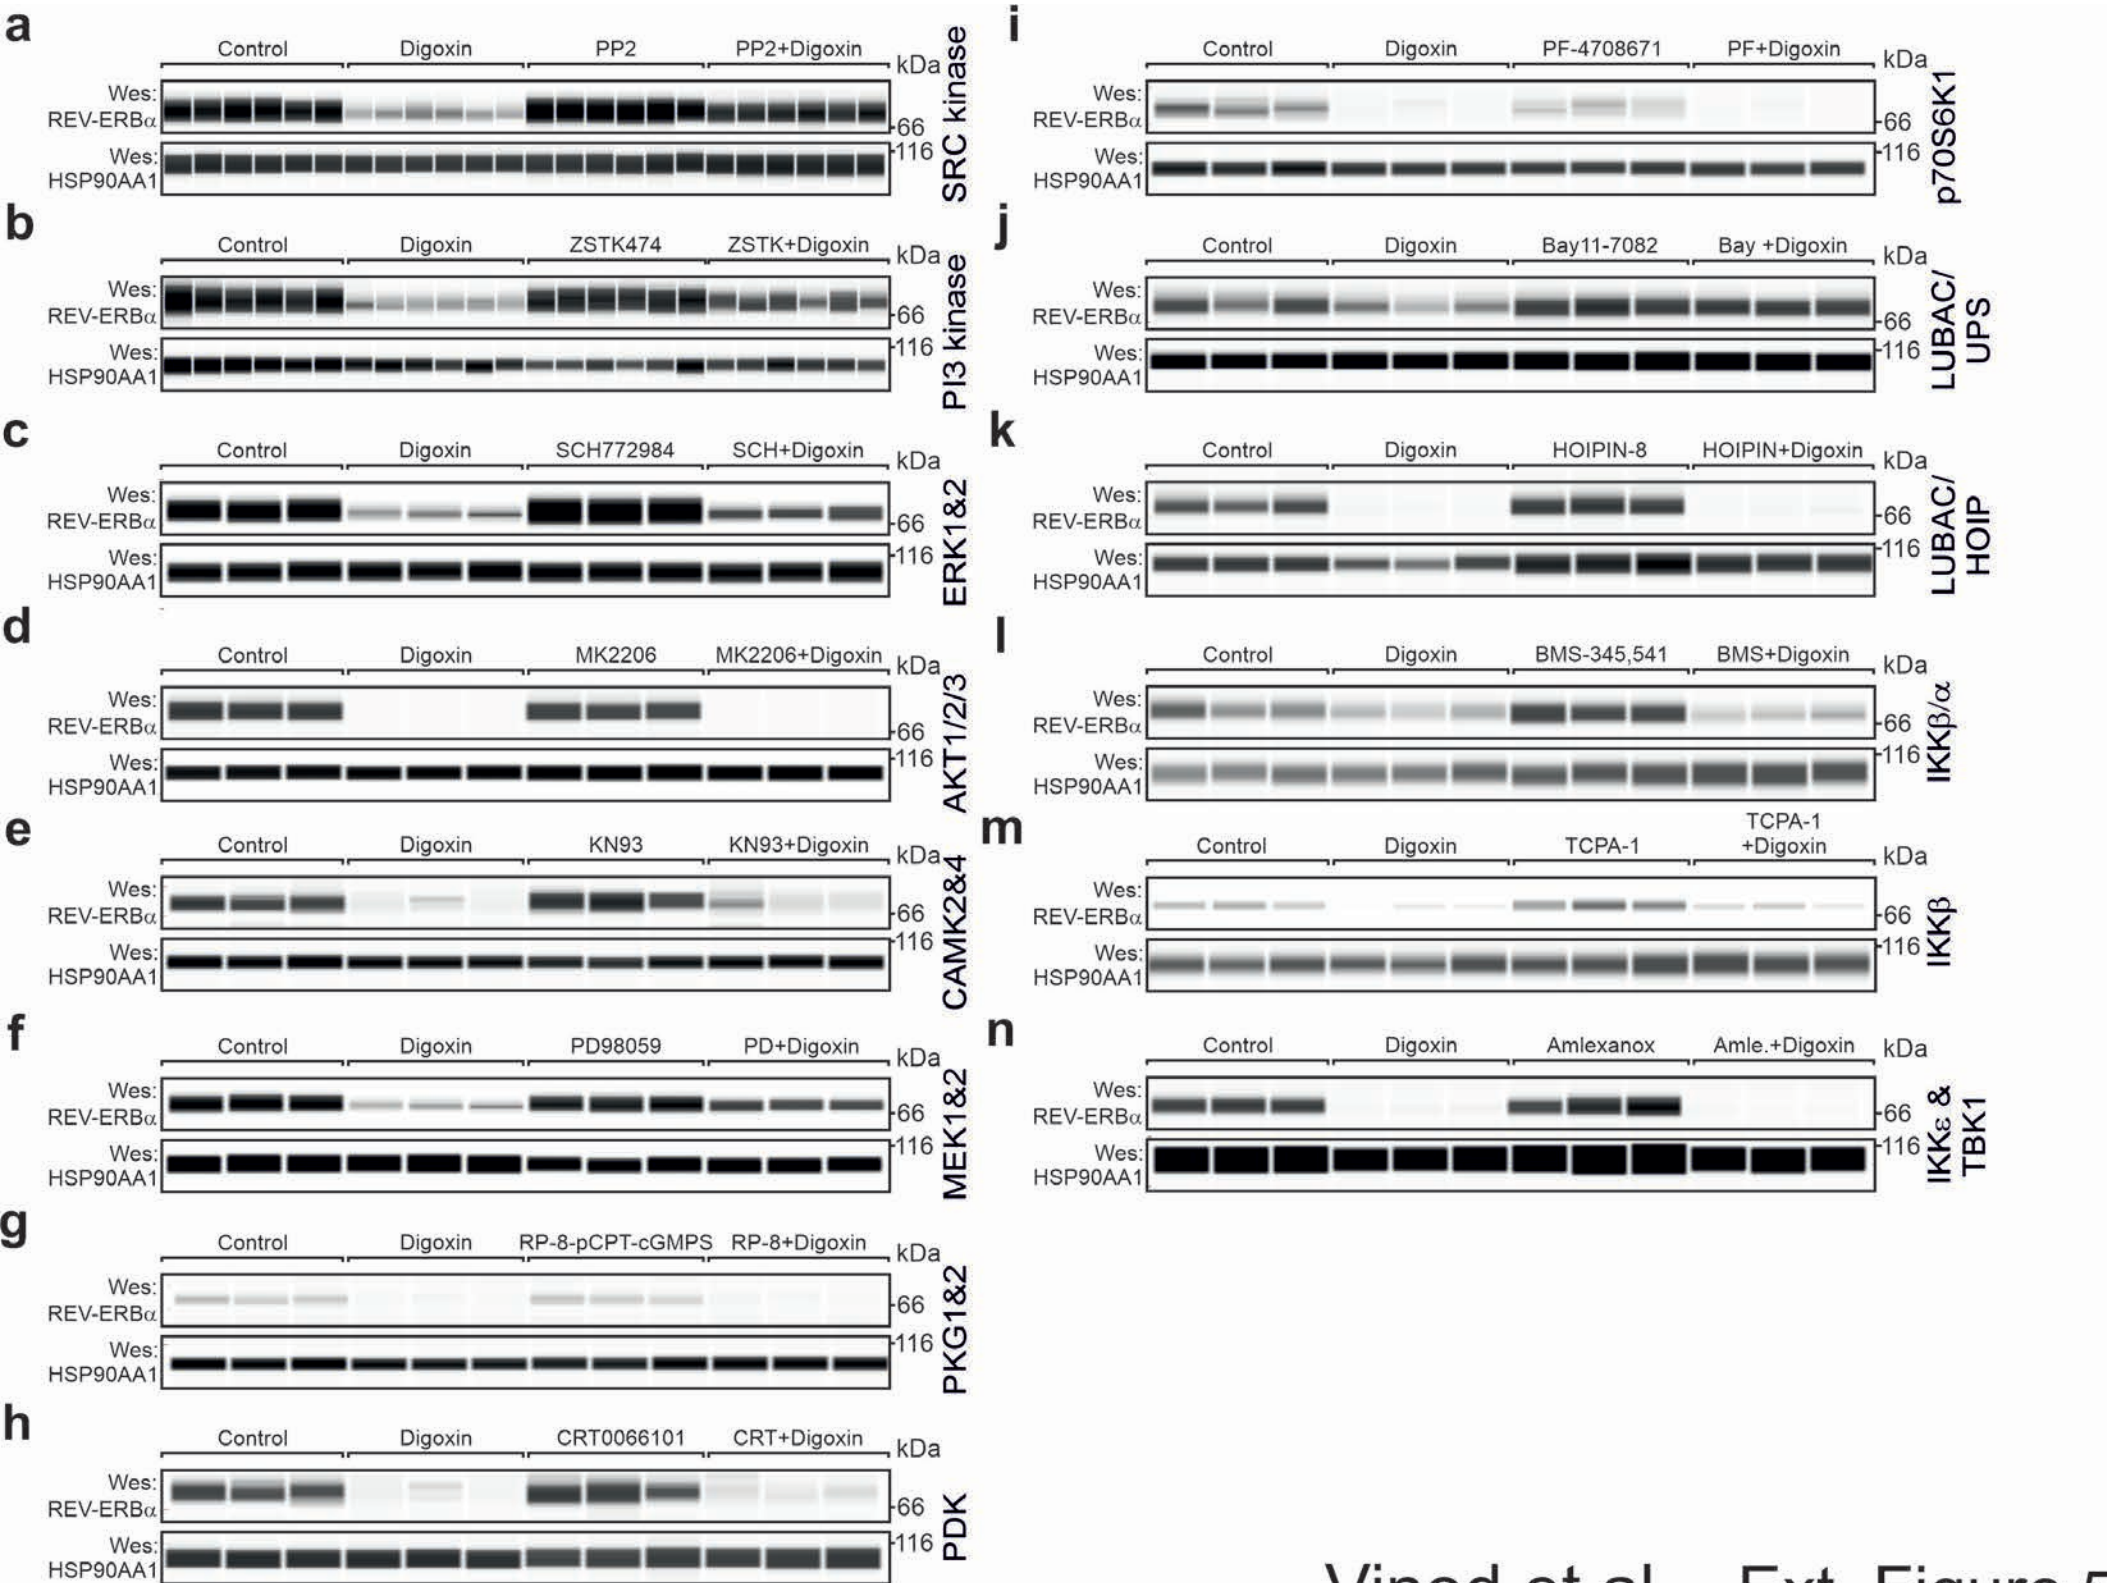 a
Control Digoxin PP2 PP2+Digoxin
kDa
Wes:
REV-ERBα
66
Wes:
HSP90AA1
116
SRC kinase
b
Control Digoxin ZSTK474 ZSTK+Digoxin
kDa
Wes:
REV-ERBα
66
Wes:
HSP90AA1
116
PI3 kinase
c
Control Digoxin SCH772984 SCH+Digoxin
kDa
Wes:
REV-ERBα
66
Wes:
HSP90AA1
116
ERK1&2
d
Control Digoxin MK2206 MK2206+Digoxin
kDa
Wes:
REV-ERBα
66
Wes:
HSP90AA1
116
AKT1/2/3
e
Control Digoxin KN93 KN93+Digoxin
kDa
Wes:
REV-ERBα
66
Wes:
HSP90AA1
116
CAMK2&4
f
Control Digoxin PD98059 PD+Digoxin
kDa
Wes:
REV-ERBα
66
Wes:
HSP90AA1
116
MEK1&2
g
Control Digoxin RP-8-pCPT-cGMPS RP-8+Digoxin
kDa
Wes:
REV-ERBα
66
Wes:
HSP90AA1
116
PKG1&2
h
Control Digoxin CRT0066101 CRT+Digoxin
kDa
Wes:
REV-ERBα
66
Wes:
HSP90AA1
116
PDK
i
Control Digoxin PF-4708671 PF+Digoxin
kDa
Wes:
REV-ERBα
66
Wes:
HSP90AA1
116
p70S6K1
j
Control Digoxin Bay11-7082 Bay +Digoxin
kDa
Wes:
REV-ERBα
66
Wes:
HSP90AA1
116
LUBAC/
UPS
k
Control Digoxin HOIPIN-8 HOIPIN+Digoxin
kDa
Wes:
REV-ERBα
66
Wes:
HSP90AA1
116
LUBAC/
HOIP
l
Control Digoxin BMS-345,541 BMS+Digoxin
kDa
Wes:
REV-ERBα
66
Wes:
HSP90AA1
116
IKKβ/α
m
Control Digoxin TCPA-1 TCPA-1
+Digoxin
kDa
Wes:
REV-ERBα
66
Wes:
HSP90AA1
116
IKKβ
n
Control Digoxin Amlexanox Amle.+Digoxin
kDa
Wes:
REV-ERBα
66
Wes:
HSP90AA1
116
IKKε &
TBK1
et al Ext. Figure 5